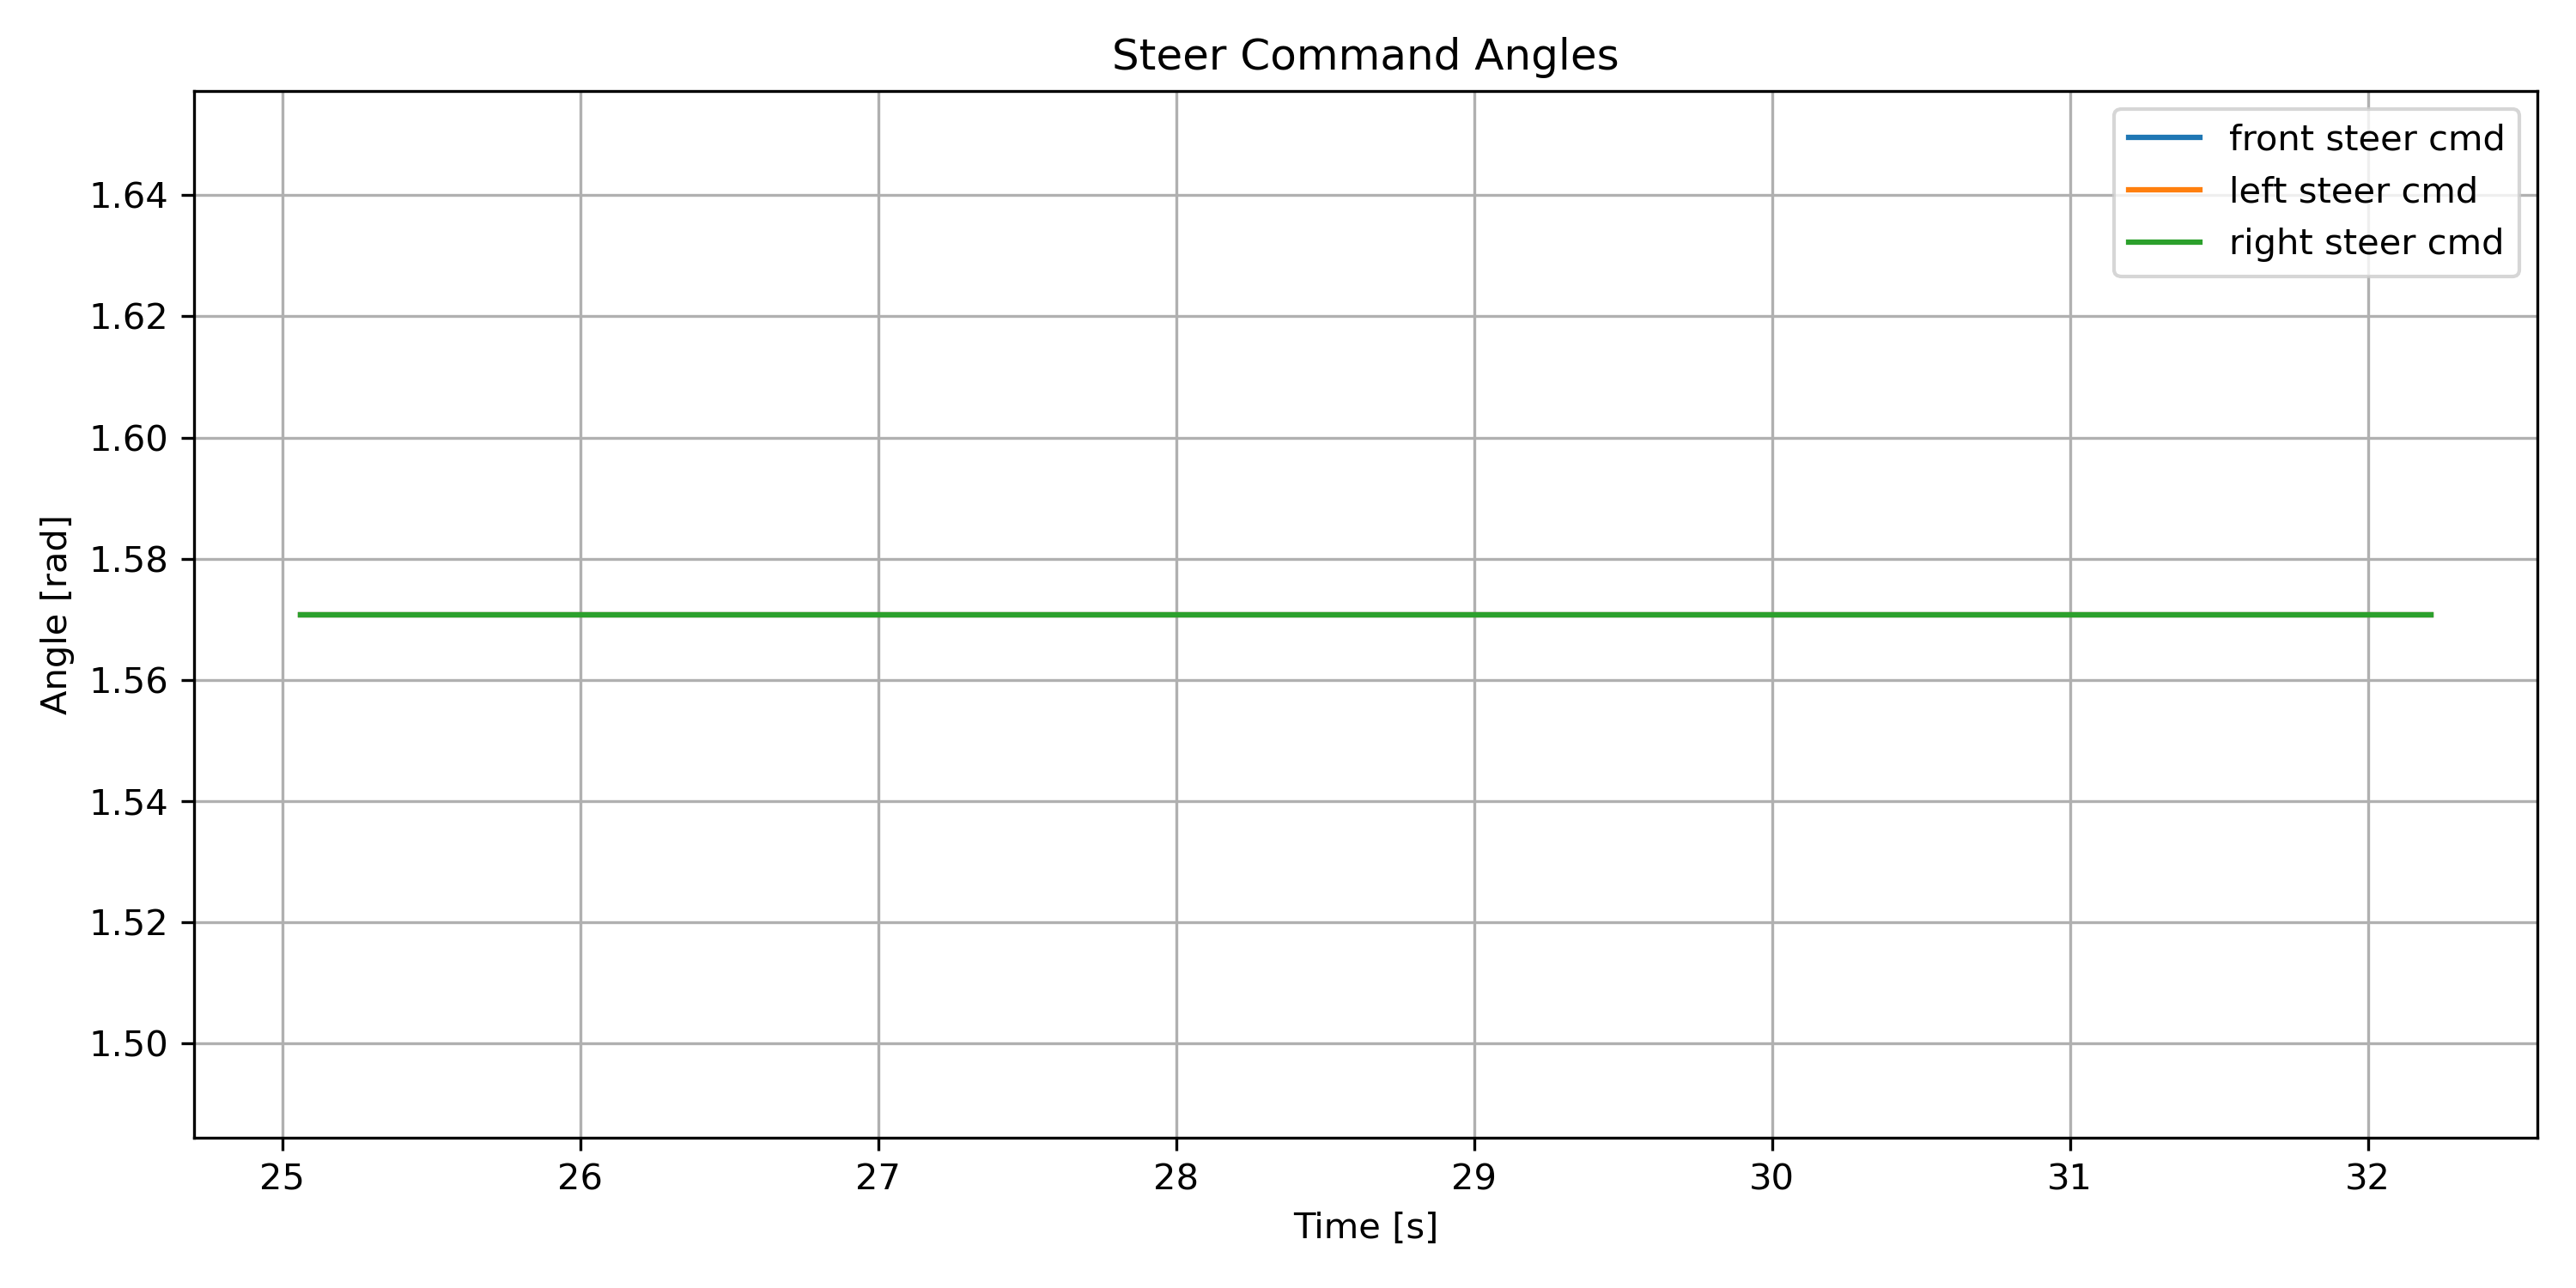 Steer Command Angles
front steer cmd
left steer cmd
right steer cmd
Angle [rad]
1.64
1.62
1.60
1.58
1.56
1.54
1.52
1.50
25 26 27 28 29 30 31 32
Time [s]